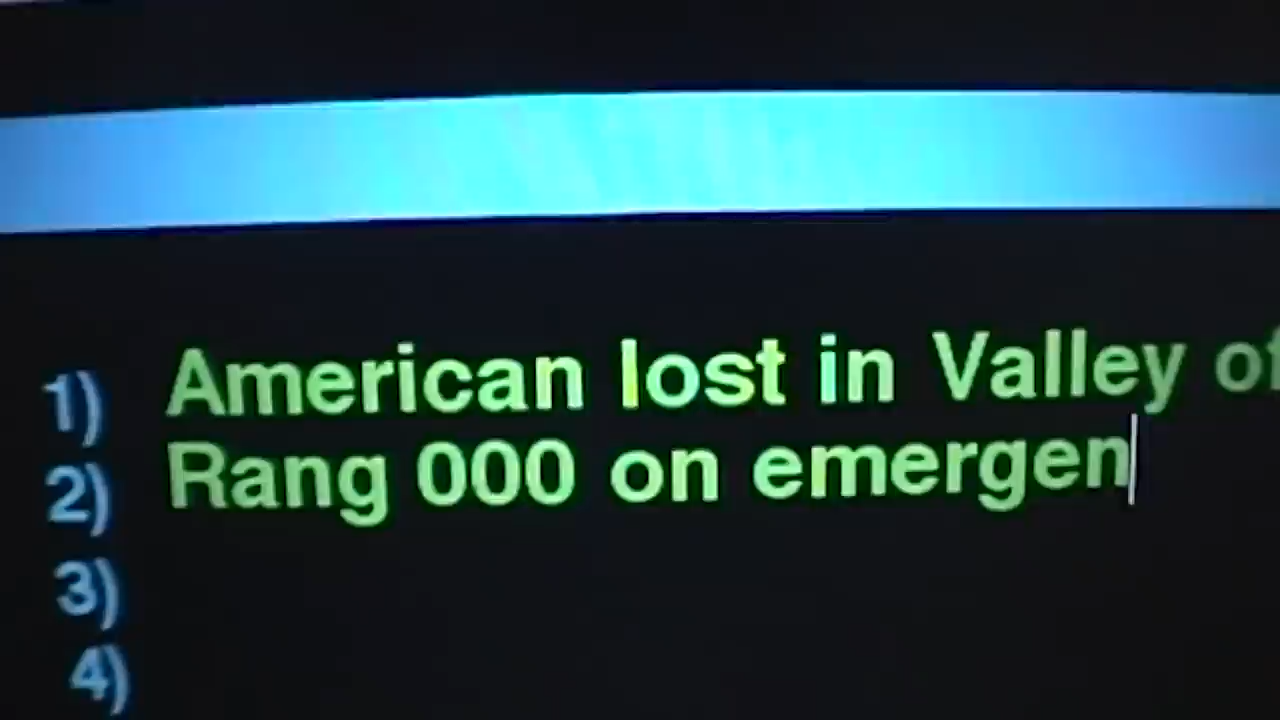 1) American lost in Valley of
2) Rang 000 on emergen
3)
4)